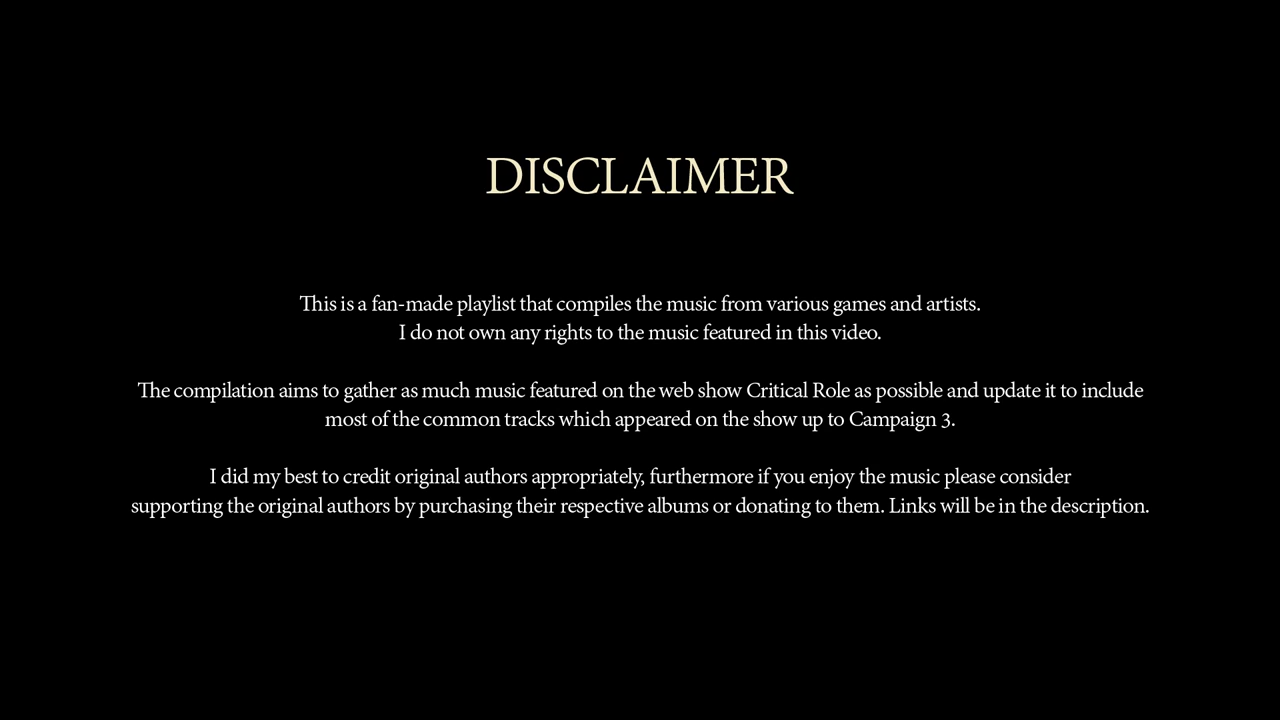 DISCLAIMER
This is a fan-made playlist that compiles the music from various games and artists.
I do not own any rights to the music featured in this video.
The compilation aims to gather as much music featured on the web show Critical Role as possible and update it to include
most of the common tracks which appeared on the show up to Campaign 3.
I did my best to credit original authors appropriately, furthermore if you enjoy the music please consider
supporting the original authors by purchasing their respective albums or donating to them. Links will be in the description.